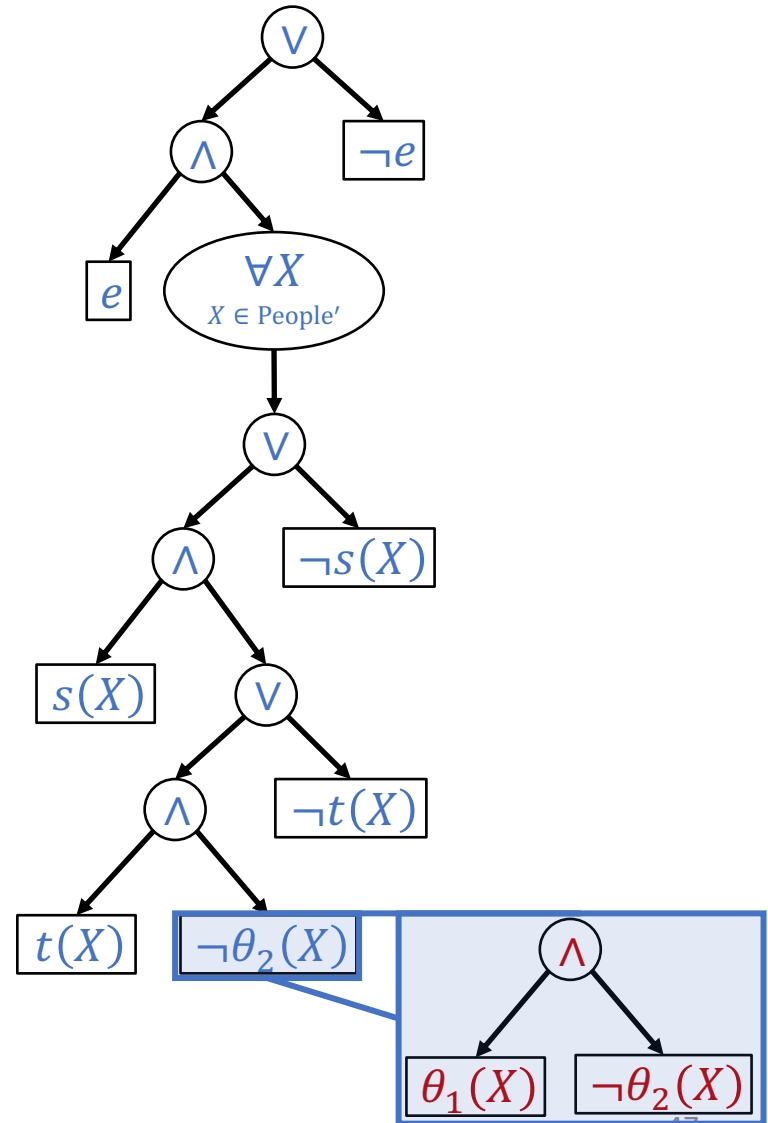 ∨
∧
¬e
e
∀X
X ∈ People′
∨
∧
¬s(X)
s(X)
∨
∧
¬t(X)
t(X)
¬θ₂(X)
∧
θ₁(X)
¬θ₂(X)